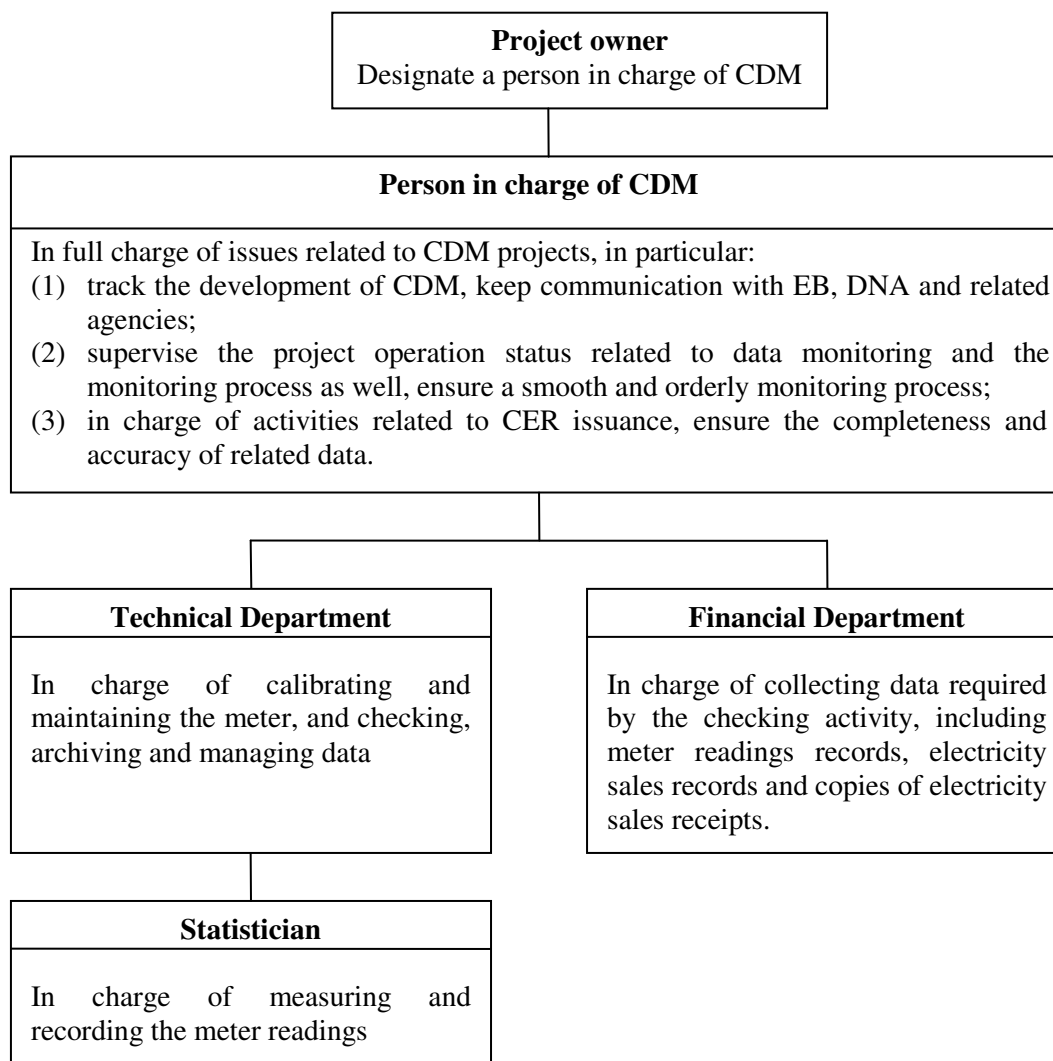 Project owner
Designate a person in charge of CDM
Person in charge of CDM
In full charge of issues related to CDM projects, in particular:
(1) track the development of CDM, keep communication with EB, DNA and related
agencies;
(2) supervise the project operation status related to data monitoring and the
monitoring process as well, ensure a smooth and orderly monitoring process;
(3) in charge of activities related to CER issuance, ensure the completeness and
accuracy of related data.
Technical Department
In charge of calibrating and
maintaining the meter, and checking,
archiving and managing data
Financial Department
In charge of collecting data required
by the checking activity, including
meter readings records, electricity
sales records and copies of electricity
sales receipts.
Statistician
In charge of measuring and
recording the meter readings